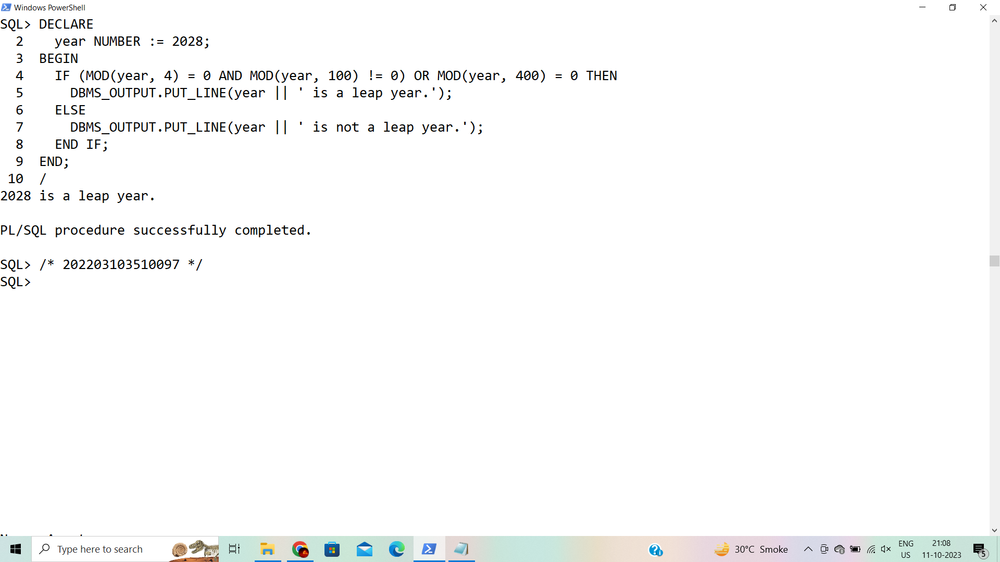 Windows PowerShell
SQL> DECLARE
  2    year NUMBER := 2028;
  3  BEGIN
  4    IF (MOD(year, 4) = 0 AND MOD(year, 100) != 0) OR MOD(year, 400) = 0 THEN
  5      DBMS_OUTPUT.PUT_LINE(year || ' is a leap year.');
  6    ELSE
  7      DBMS_OUTPUT.PUT_LINE(year || ' is not a leap year.');
  8    END IF;
  9  END;
 10  /
2028 is a leap year.
PL/SQL procedure successfully completed.
SQL> /* 202203103510097 */
SQL>
Type here to search
30°C Smoke
ENG
US
21:08
11-10-2023
5